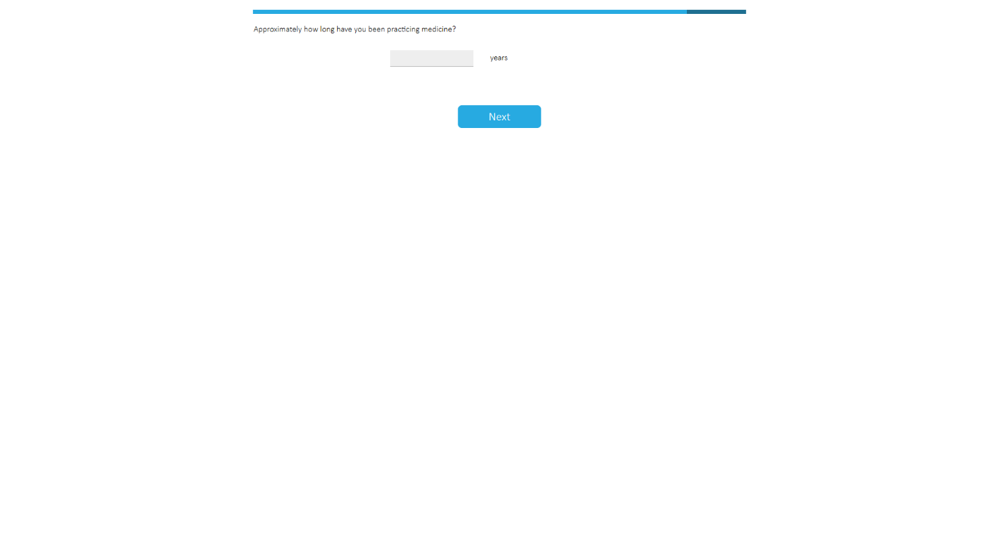 Approximately how long have you been practicing medicine?
years
Next